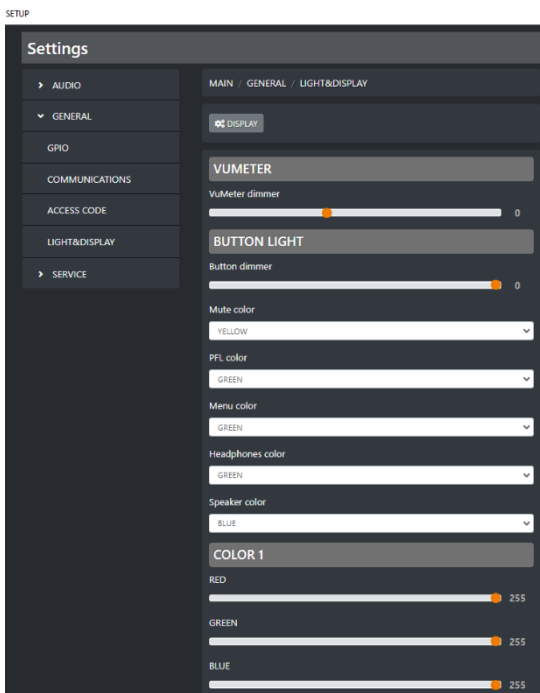 SETUP
Settings
AUDIO
GENERAL
GPIO
COMMUNICATIONS
ACCESS CODE
LIGHT&DISPLAY
SERVICE
MAIN / GENERAL / LIGHT&DISPLAY
DISPLAY
VUMETER
VuMeter dimmer
0
BUTTON LIGHT
Button dimmer
0
Mute color
YELLOW
PFL color
GREEN
Menu color
GREEN
Headphones color
GREEN
Speaker color
BLUE
COLOR 1
RED
255
GREEN
255
BLUE
255